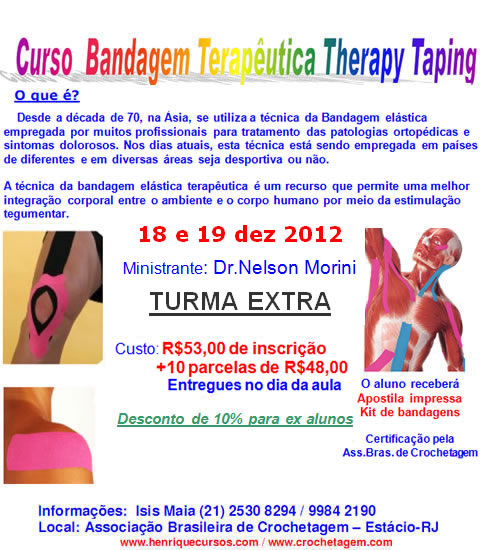 Curso Bandagem Terapêutica Therapy Taping
O que é?
Desde a década de 70, na Ásia, se utiliza a técnica da Bandagem elástica
empregada por muitos profissionais para tratamento das patologias ortopédicas e
sintomas dolorosos. Nos dias atuais, esta técnica está sendo empregada em países
de diferentes e em diversas áreas seja desportiva ou não.
A técnica da bandagem elástica terapêutica é um recurso que permite uma melhor
integração corporal entre o ambiente e o corpo humano por meio da estimulação
tegumentar.
18 e 19 dez 2012
Ministrante: Dr.Nelson Morini
TURMA EXTRA
Custo: R$53,00 de inscrição
+10 parcelas de R$48,00
Entregues no dia da aula
Desconto de 10% para ex alunos
O aluno receberá
Apostila impressa
Kit de bandagens
Certificação pela
Ass.Bras. de Crochetagem
Informações: Isis Maia (21) 2530 8294 / 9984 2190
Local: Associação Brasileira de Crochetagem – Estácio-RJ
www.henriquecursos.com / www.crochetagem.com